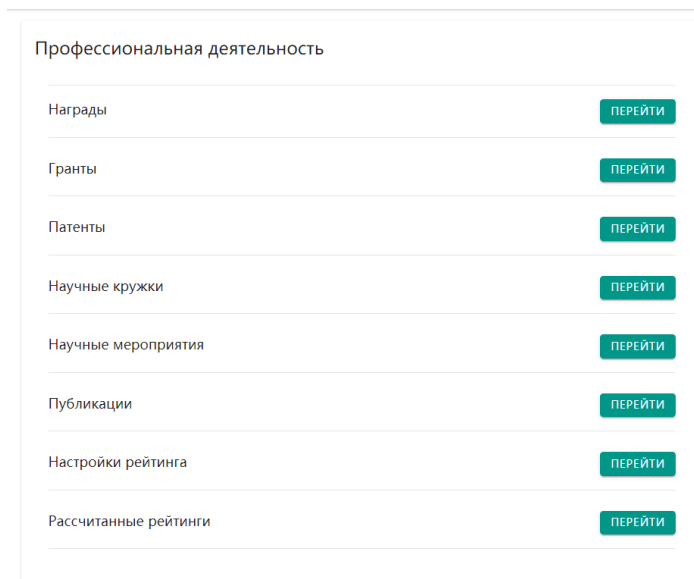 Профессиональная деятельность
Награды ПЕРЕЙТИ
Гранты ПЕРЕЙТИ
Патенты ПЕРЕЙТИ
Научные кружки ПЕРЕЙТИ
Научные мероприятия ПЕРЕЙТИ
Публикации ПЕРЕЙТИ
Настройки рейтинга ПЕРЕЙТИ
Рассчитанные рейтинги ПЕРЕЙТИ